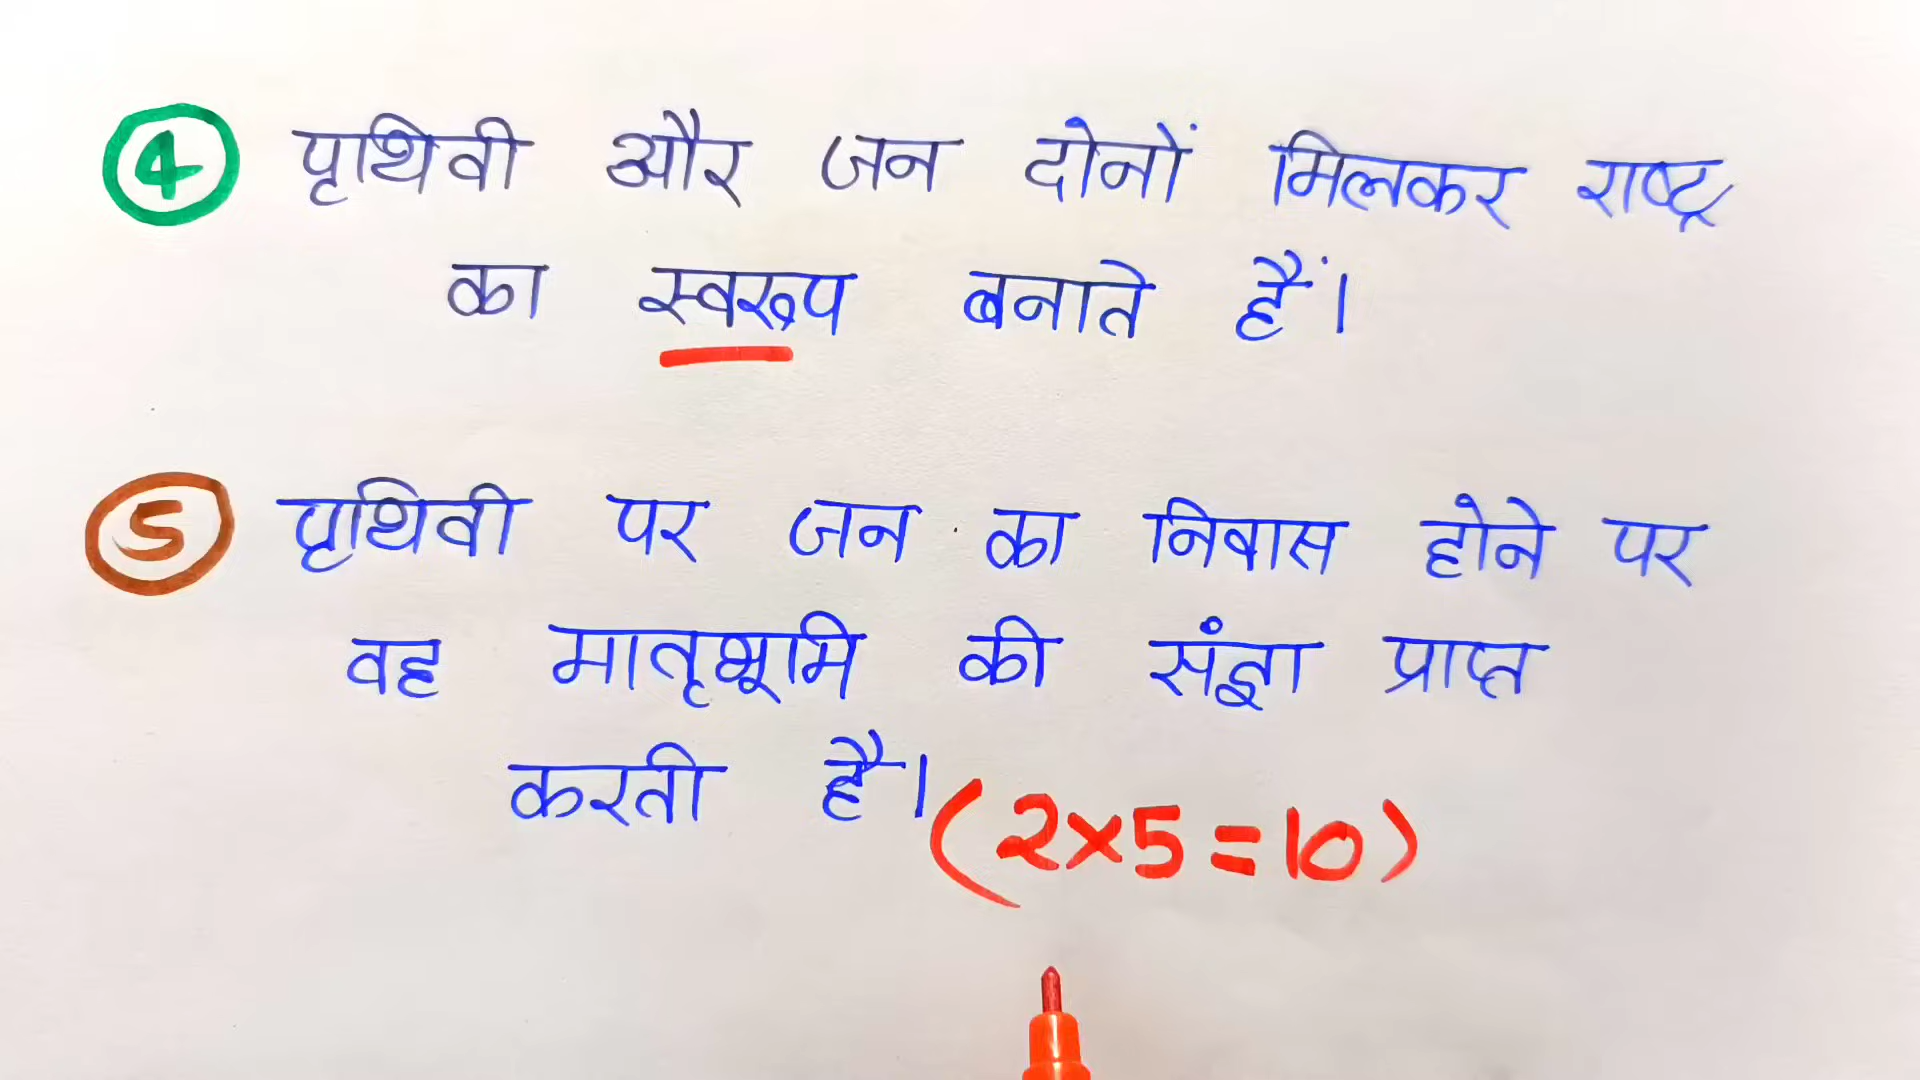 4 पृथिवी और जन दोनों मिलकर राष्ट्र
का स्वरूप बनाते हैं।
5 पृथिवी पर जन का निवास होने पर
वह मातृभूमि की संज्ञा प्राप्त
करती है। (2×5=10)